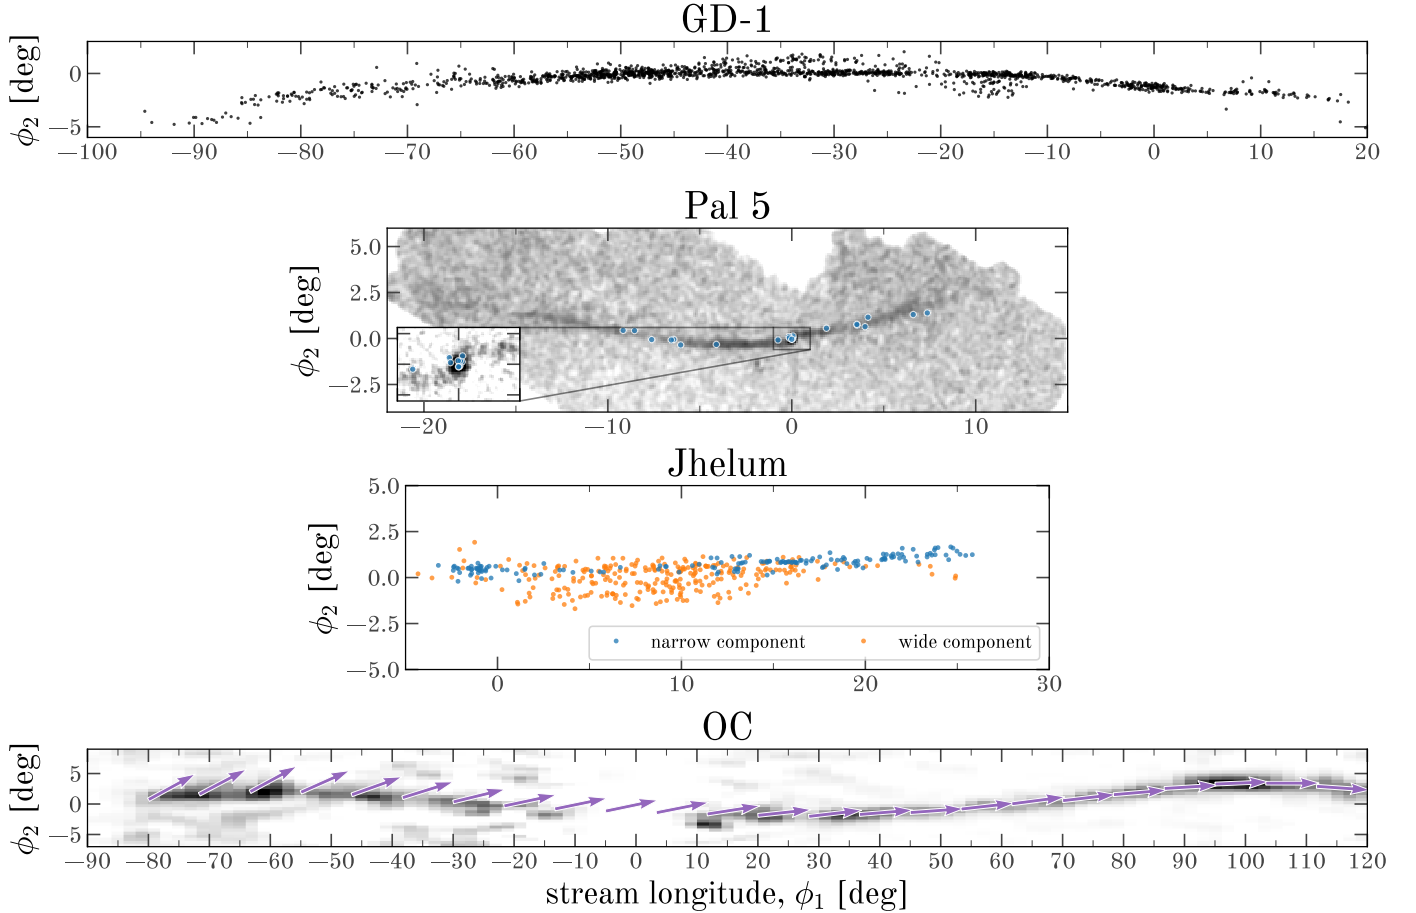 GD-1
ϕ2 [deg]
0
−5
−100 −90 −80 −70 −60 −50 −40 −30 −20 −10 0 10 20
Pal 5
ϕ2 [deg]
5.0
2.5
0.0
−2.5
−20 −10 0 10
Jhelum
ϕ2 [deg]
5.0
2.5
0.0
−2.5
−5.0
narrow component wide component
0 10 20 30
OC
ϕ2 [deg]
5
0
−5
−90 −80 −70 −60 −50 −40 −30 −20 −10 0 10 20 30 40 50 60 70 80 90 100 110 120
stream longitude, ϕ1 [deg]